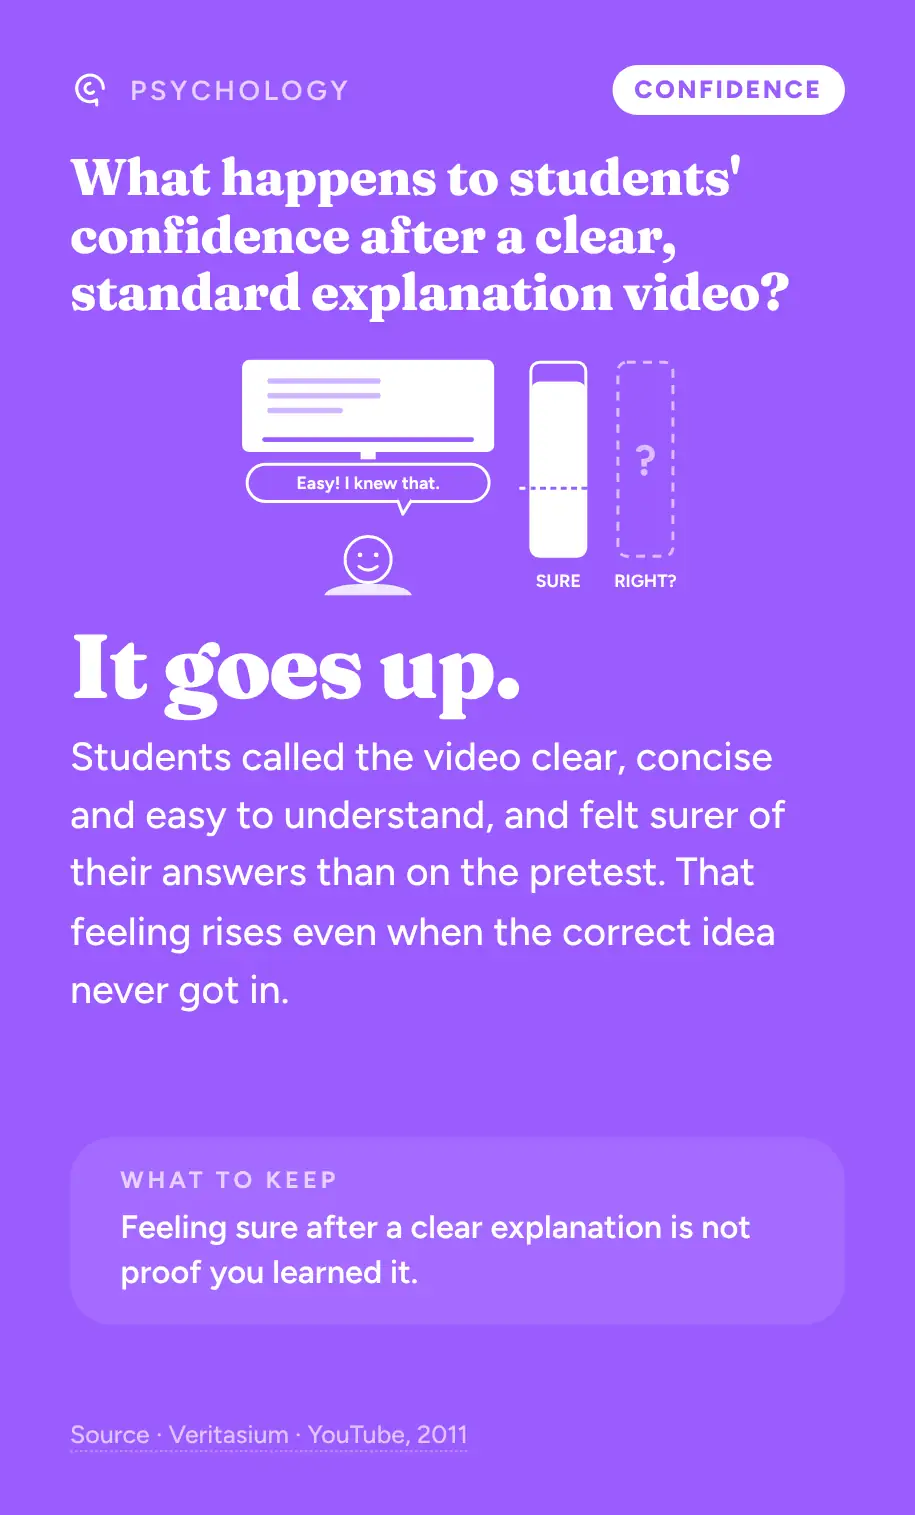 PSYCHOLOGY
CONFIDENCE
What happens to students'
confidence after a clear,
standard explanation video?
Easy! I knew that.
?
SURE
RIGHT?
It goes up.
Students called the video clear, concise
and easy to understand, and felt surer of
their answers than on the pretest. That
feeling rises even when the correct idea
never got in.
WHAT TO KEEP
Feeling sure after a clear explanation is not
proof you learned it.
Source · Veritasium · YouTube, 2011